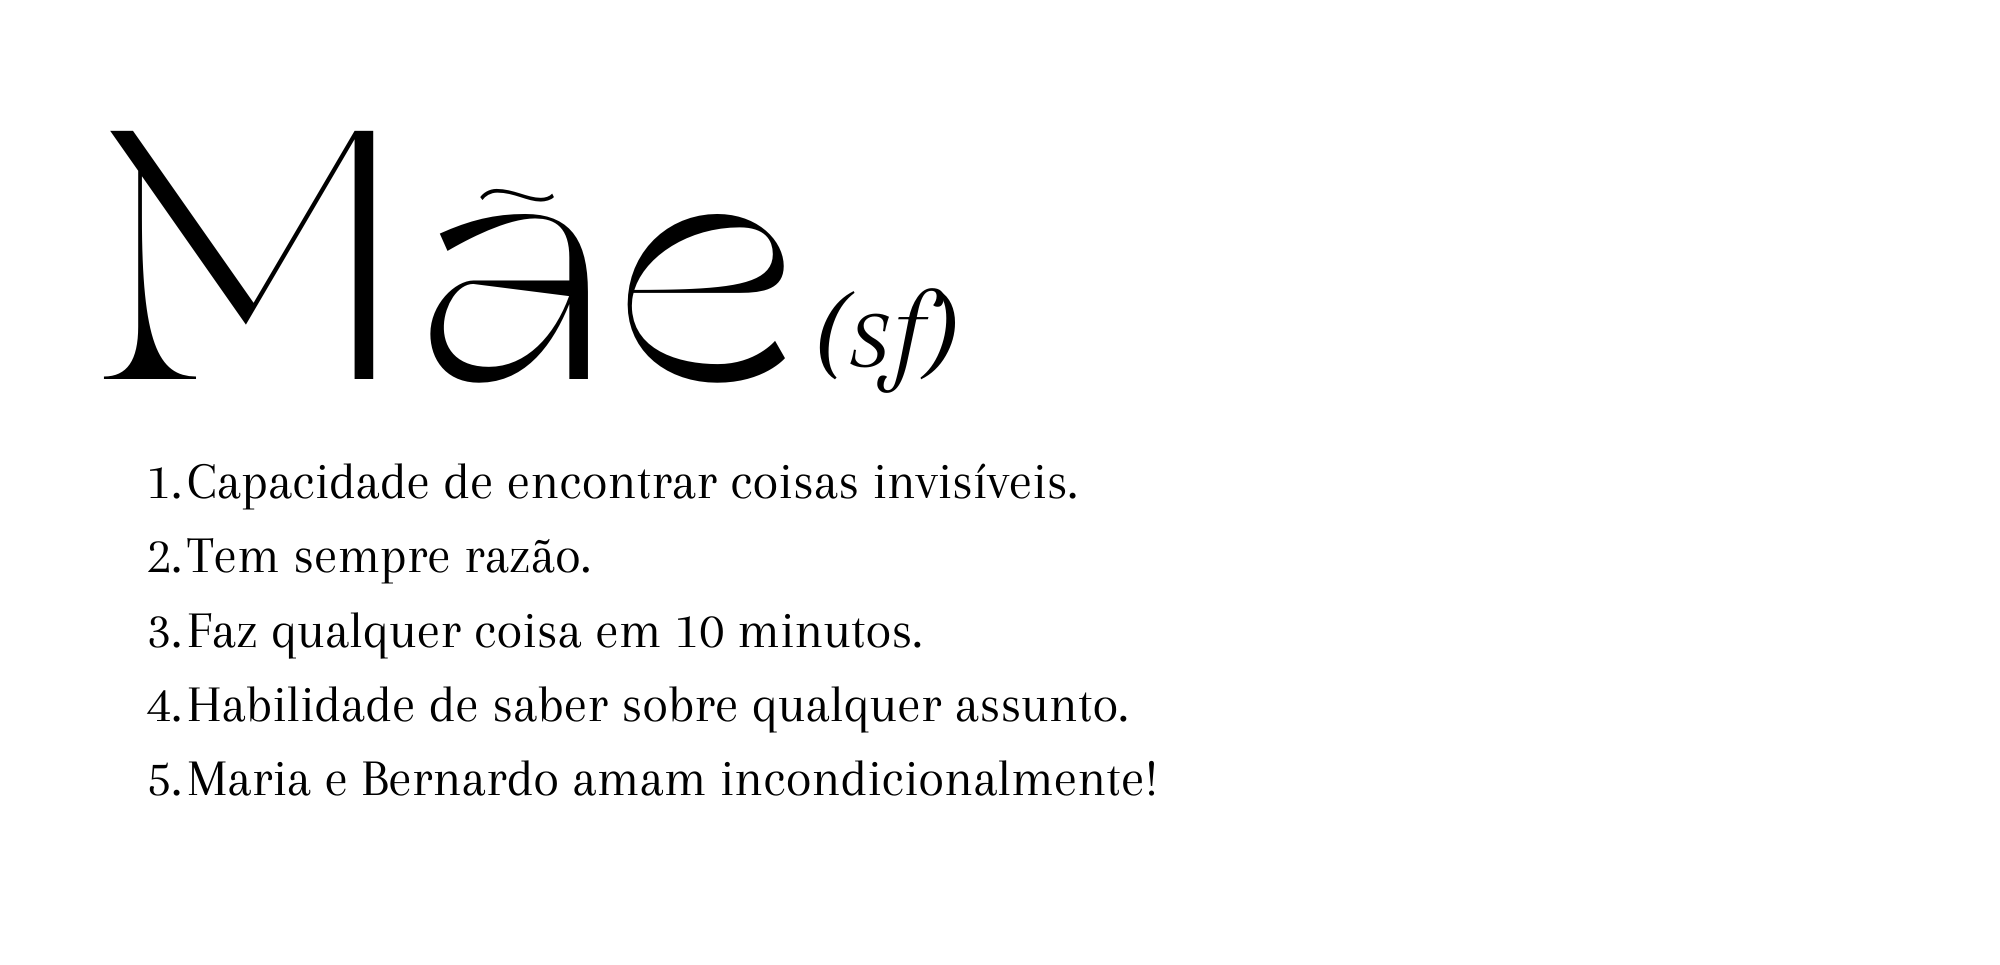 Mãe (sf)
1. Capacidade de encontrar coisas invisíveis.
2. Tem sempre razão.
3. Faz qualquer coisa em 10 minutos.
4. Habilidade de saber sobre qualquer assunto.
5. Maria e Bernardo amam incondicionalmente!